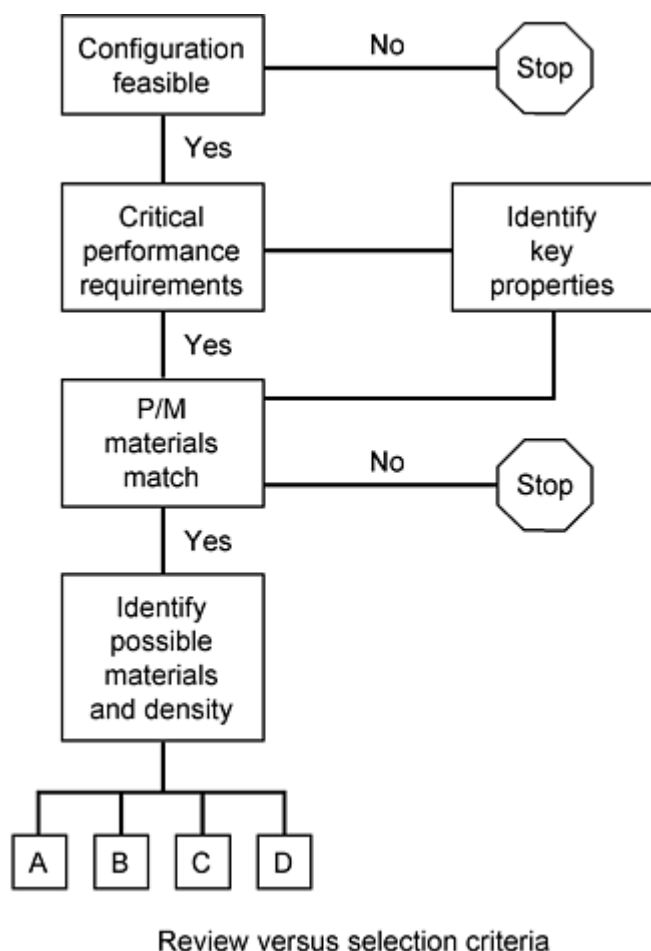 Configuration
feasible
No
Stop
Yes
Critical
performance
requirements
Identify
key
properties
Yes
P/M
materials
match
No
Stop
Yes
Identify
possible
materials
and density
A
B
C
D
Review versus selection criteria